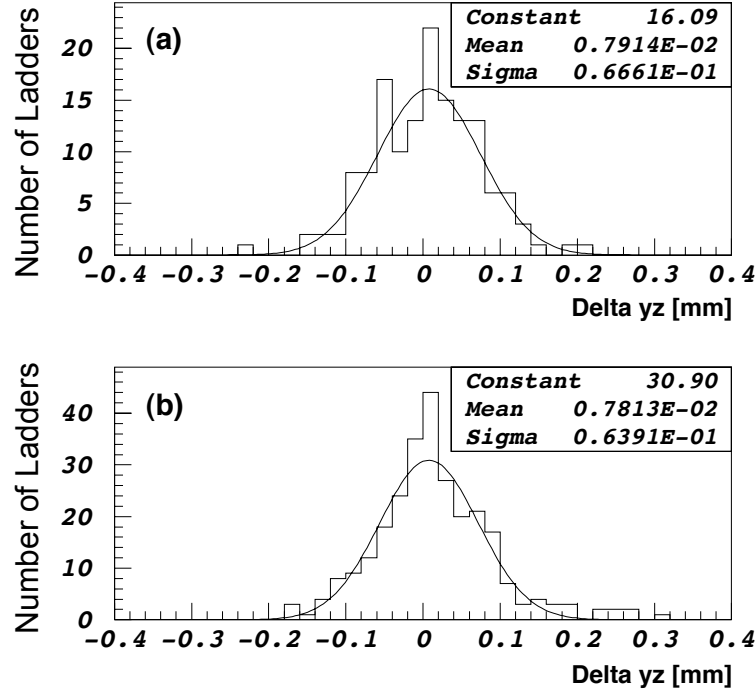 Number of Ladders
(a)
Constant 16.09
Mean 0.7914E-02
Sigma 0.6661E-01
20
15
10
5
0
-0.4 -0.3 -0.2 -0.1 0 0.1 0.2 0.3 0.4
Delta yz [mm]
Number of Ladders
(b)
Constant 30.90
Mean 0.7813E-02
Sigma 0.6391E-01
40
30
20
10
0
-0.4 -0.3 -0.2 -0.1 0 0.1 0.2 0.3 0.4
Delta yz [mm]